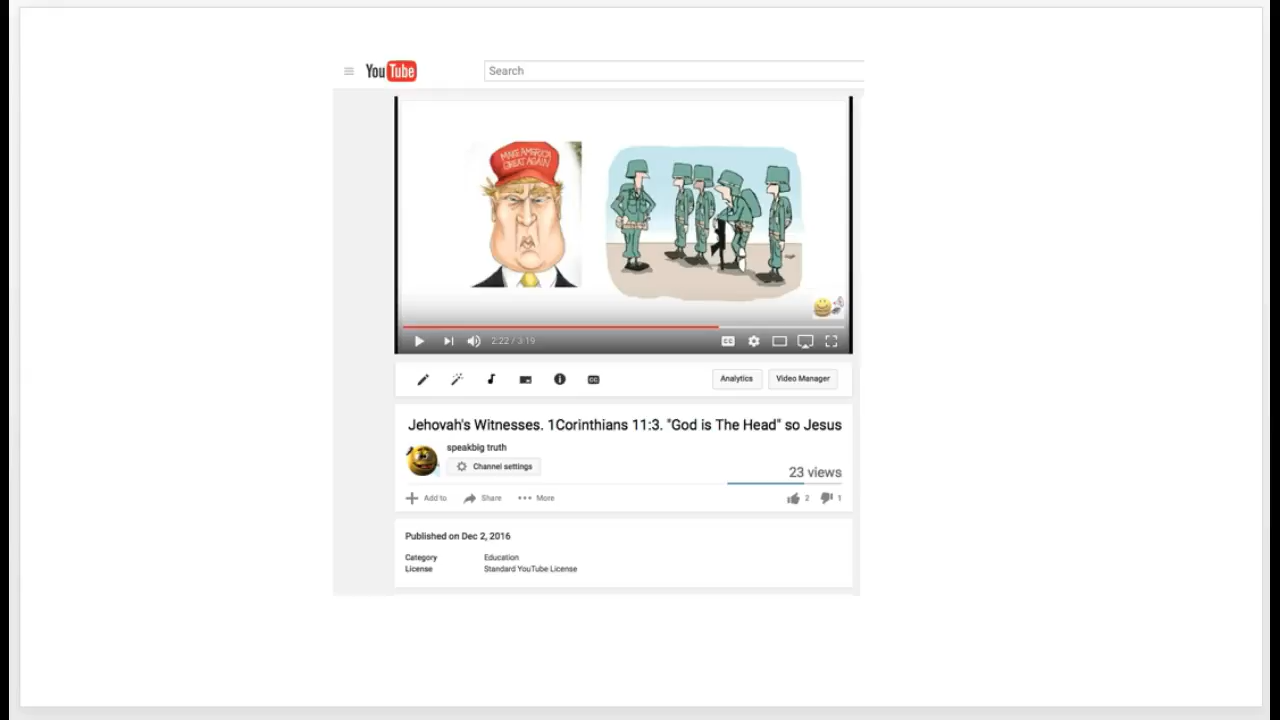 YouTube
Search
MAKE AMERICA
GREAT AGAIN
2:22 / 3:19
CC
Analytics
Video Manager
CC
Jehovah's Witnesses. 1Corinthians 11:3. "God is The Head" so Jesus
speakbig truth
Channel settings
23 views
Add to
Share
More
2
1
Published on Dec 2, 2016
Category Education
License Standard YouTube License